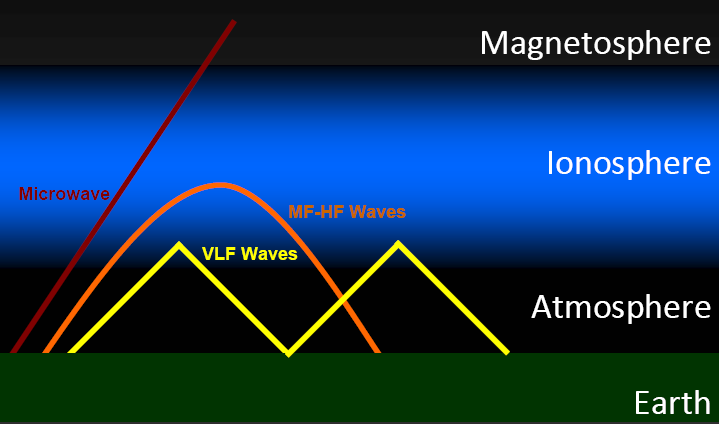 Magnetosphere
Ionosphere
Microwave
MF-HF Waves
VLF Waves
Atmosphere
Earth